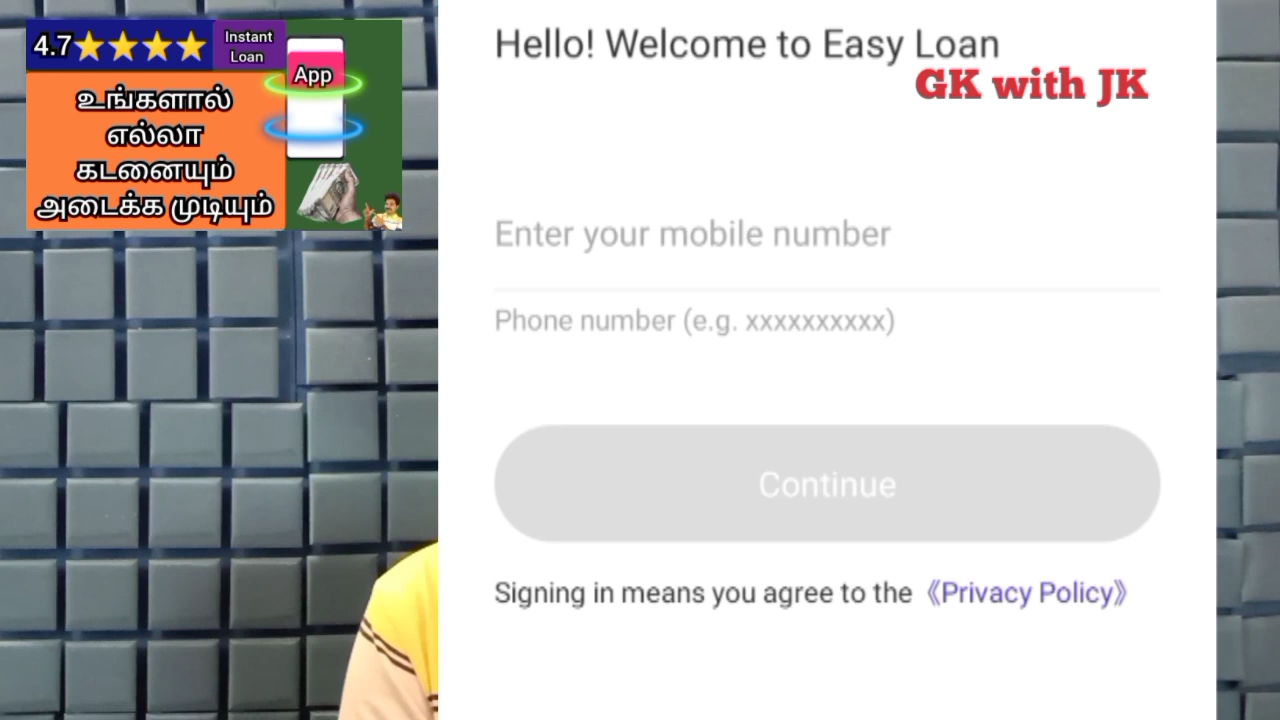 4.7
Instant
Loan
App
உங்களால்
எல்லா
கடனையும்
அடைக்க முடியும்
Hello! Welcome to Easy Loan
GK with JK
Enter your mobile number
Phone number (e.g. xxxxxxxxxx)
Continue
Signing in means you agree to the《Privacy Policy》